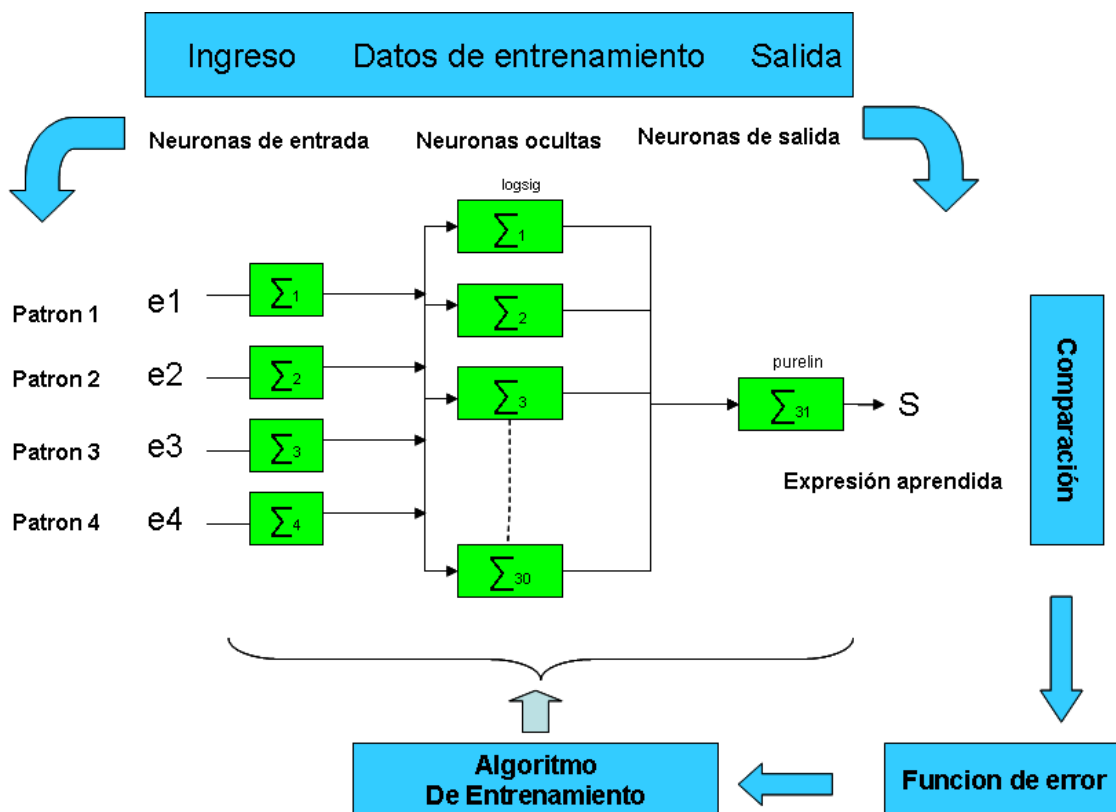 Ingreso Datos de entrenamiento Salida
Neuronas de entrada Neuronas ocultas Neuronas de salida
logsig
∑1
∑2
∑3
∑30
Patron 1 e1 ∑1
Patron 2 e2 ∑2
Patron 3 e3 ∑3
Patron 4 e4 ∑4
purelin
∑31 S
Expresión aprendida
Comparación
Funcion de error
Algoritmo
De Entrenamiento